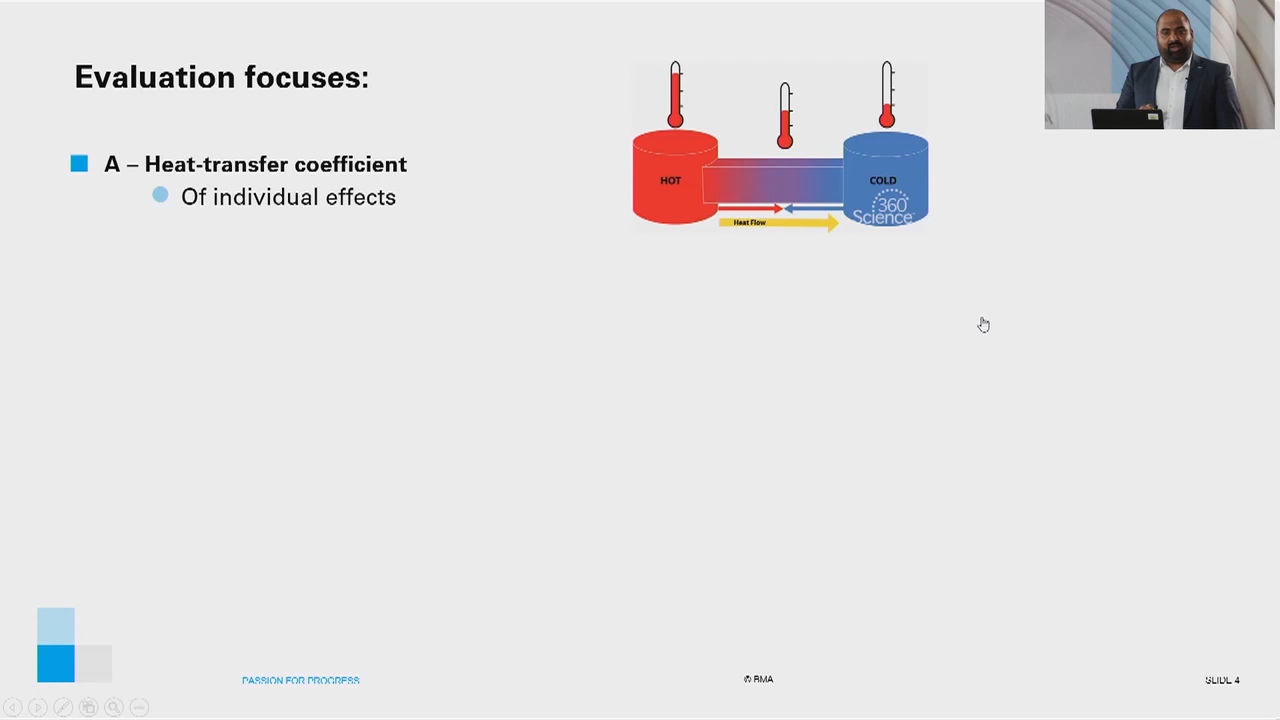 Evaluation focuses:
A – Heat-transfer coefficient
Of individual effects
HOT
COLD
360
Science
Heat Flow
PASSION FOR PROGRESS
© BMA
SLIDE 4